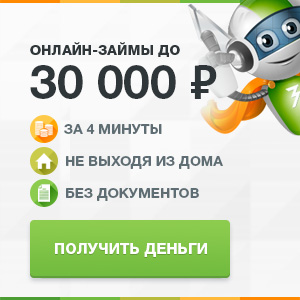 ОНЛАЙН-ЗАЙМЫ ДО
30 000 ₽
ЗА 4 МИНУТЫ
НЕ ВЫХОДЯ ИЗ ДОМА
БЕЗ ДОКУМЕНТОВ
ПОЛУЧИТЬ ДЕНЬГИ